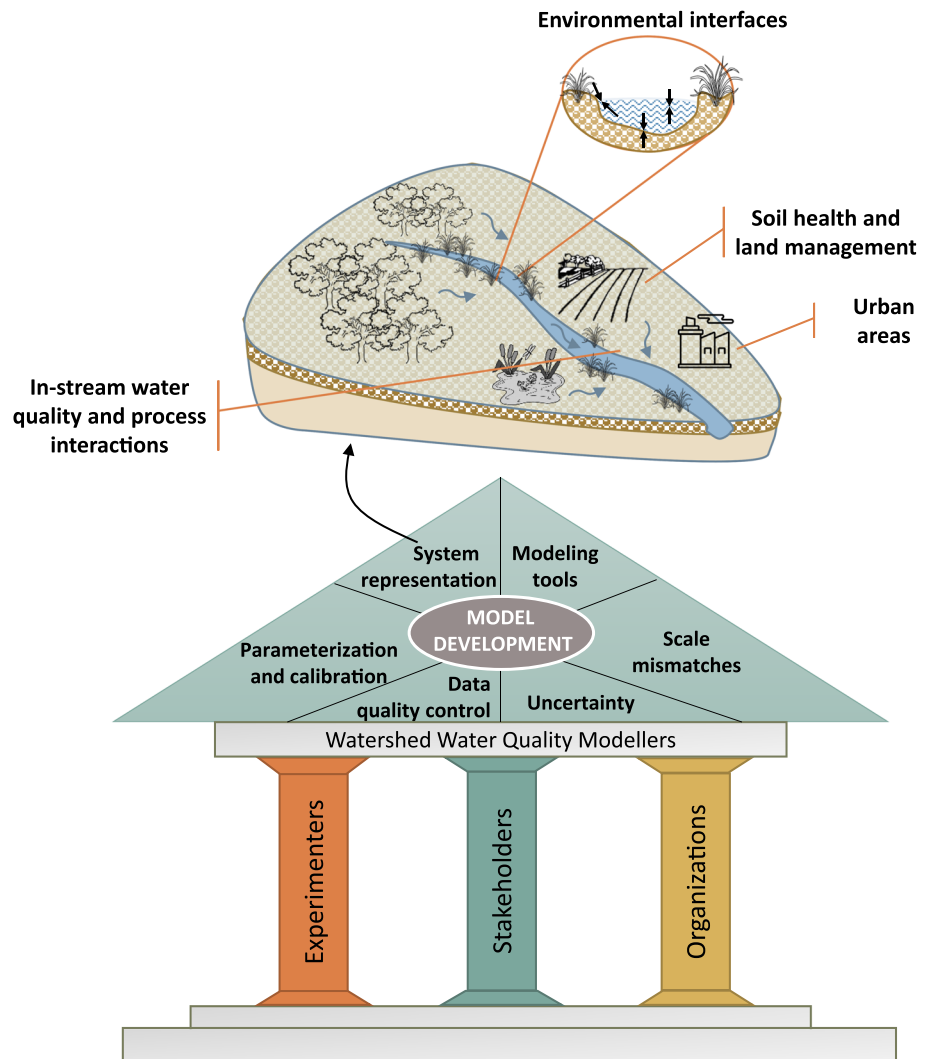 Environmental interfaces
Soil health and
land management
Urban
areas
In-stream water
quality and process
interactions
System
representation
Modeling
tools
MODEL
DEVELOPMENT
Parameterization
and calibration
Scale
mismatches
Data
quality control
Uncertainty
Watershed Water Quality Modellers
Experimenters
Stakeholders
Organizations